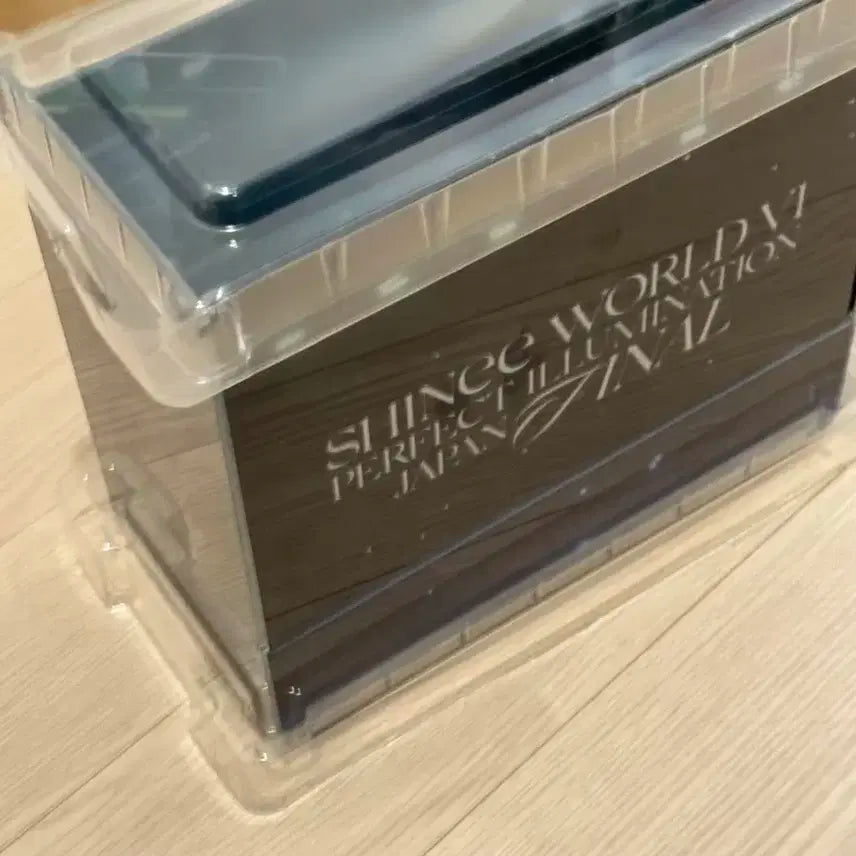 SHINee WORLD VI
PERFECT ILLUMINATION
JAPAN FINAL